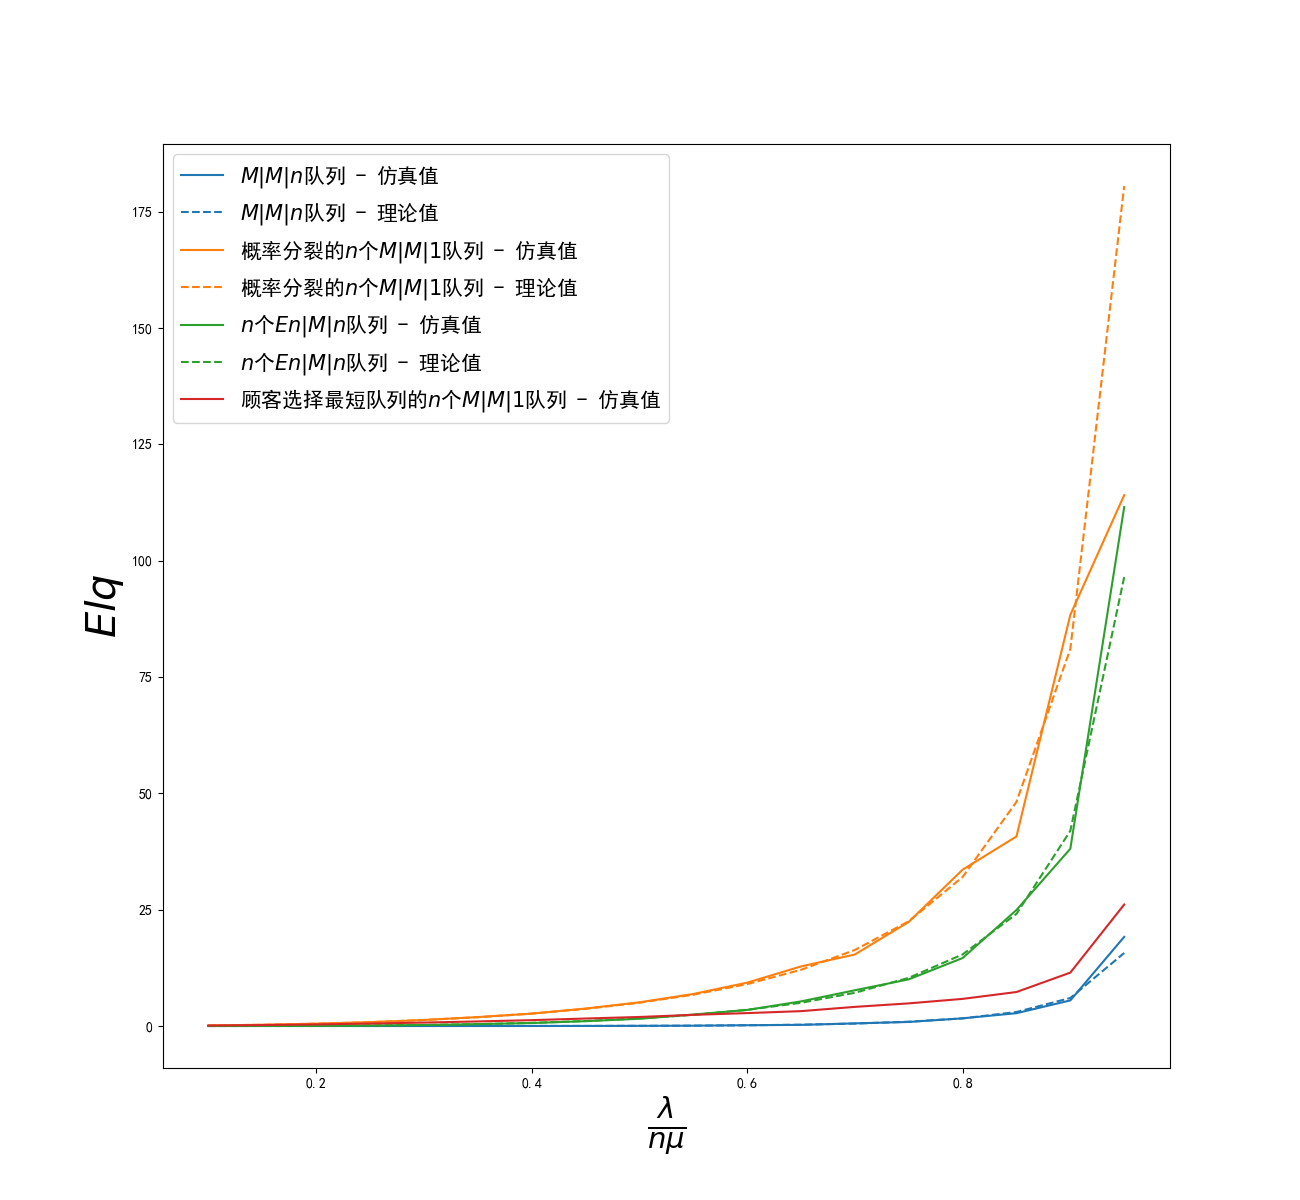 M|M|n队列 - 仿真值
M|M|n队列 - 理论值
概率分裂的n个M|M|1队列 - 仿真值
概率分裂的n个M|M|1队列 - 理论值
n个En|M|n队列 - 仿真值
n个En|M|n队列 - 理论值
顾客选择最短队列的n个M|M|1队列 - 仿真值
175
150
125
100
75
50
25
0
Elq
0.2 0.4 0.6 0.8
λ
nμ